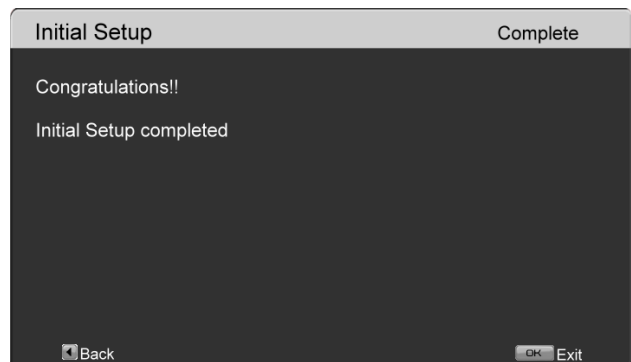 Initial Setup Complete
Congratulations!!
Initial Setup completed
Back OK Exit